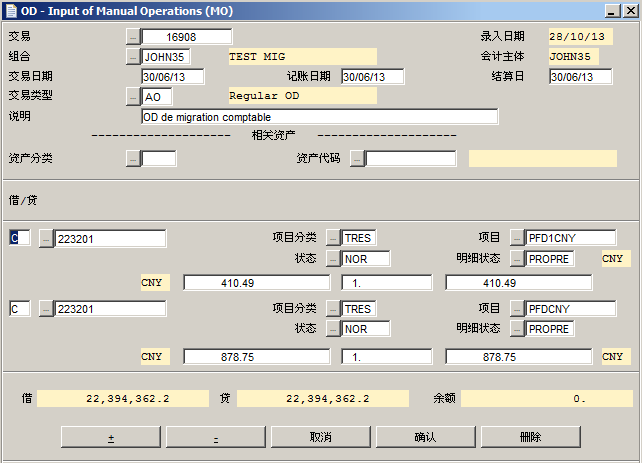 OD - Input of Manual Operations (MO)
交易 16908 录入日期 28/10/13
组合 JOHN35 TEST MIG 会计主体 JOHN35
交易日期 30/06/13 记账日期 30/06/13 结算日 30/06/13
交易类型 AO Regular OD
说明 OD de migration comptable
-------------------- 相关资产 --------------------
资产分类 资产代码
借/贷
C 223201 项目分类 TRES 项目 PFD1CNY
状态 NOR 明细状态 PROPRE CNY
CNY 410.49 1. 410.49
C 223201 项目分类 TRES 项目 PFDCNY
状态 NOR 明细状态 PROPRE
CNY 878.75 1. 878.75 CNY
借 22,394,362.2 贷 22,394,362.2 余额 0.
+ - 取消 确认 删除